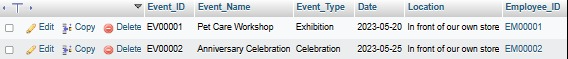 Event_ID Event_Name Event_Type Date Location Employee_ID
Edit Copy Delete EV00001 Pet Care Workshop Exhibition 2023-05-20 In front of our own store EM00001
Edit Copy Delete EV00002 Anniversary Celebration Celebration 2023-05-25 In front of our own store EM00002